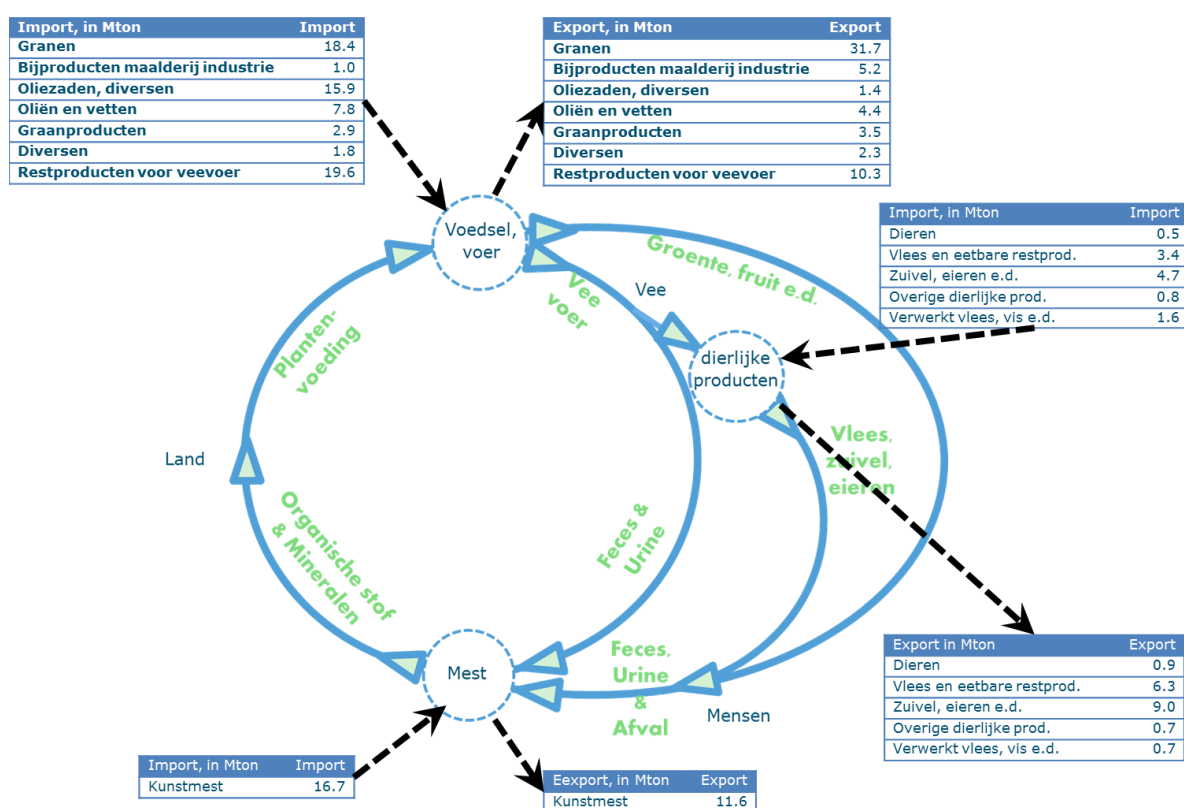 Import, in Mton Import
Granen 18.4
Bijproducten maalderij industrie 1.0
Oliezaden, diversen 15.9
Oliën en vetten 7.8
Graanproducten 2.9
Diversen 1.8
Restproducten voor veevoer 19.6
Export, in Mton Export
Granen 31.7
Bijproducten maalderij industrie 5.2
Oliezaden, diversen 1.4
Oliën en vetten 4.4
Graanproducten 3.5
Diversen 2.3
Restproducten voor veevoer 10.3
Import, in Mton Import
Dieren 0.5
Vlees en eetbare restprod. 3.4
Zuivel, eieren e.d. 4.7
Overige dierlijke prod. 0.8
Verwerkt vlees, vis e.d. 1.6
Voedsel,
voer
Groente, fruit e.d.
Vee
voer
Vee
Planten-
voeding
dierlijke
producten
Vlees,
zuivel,
eieren
Land
Organische stof
& Mineralen
Feces &
Urine
Mest
Feces,
Urine
&
Afval
Mensen
Export in Mton Export
Dieren 0.9
Vlees en eetbare restprod. 6.3
Zuivel, eieren e.d. 9.0
Overige dierlijke prod. 0.7
Verwerkt vlees, vis e.d. 0.7
Import, in Mton Import
Kunstmest 16.7
Eexport, in Mton Export
Kunstmest 11.6